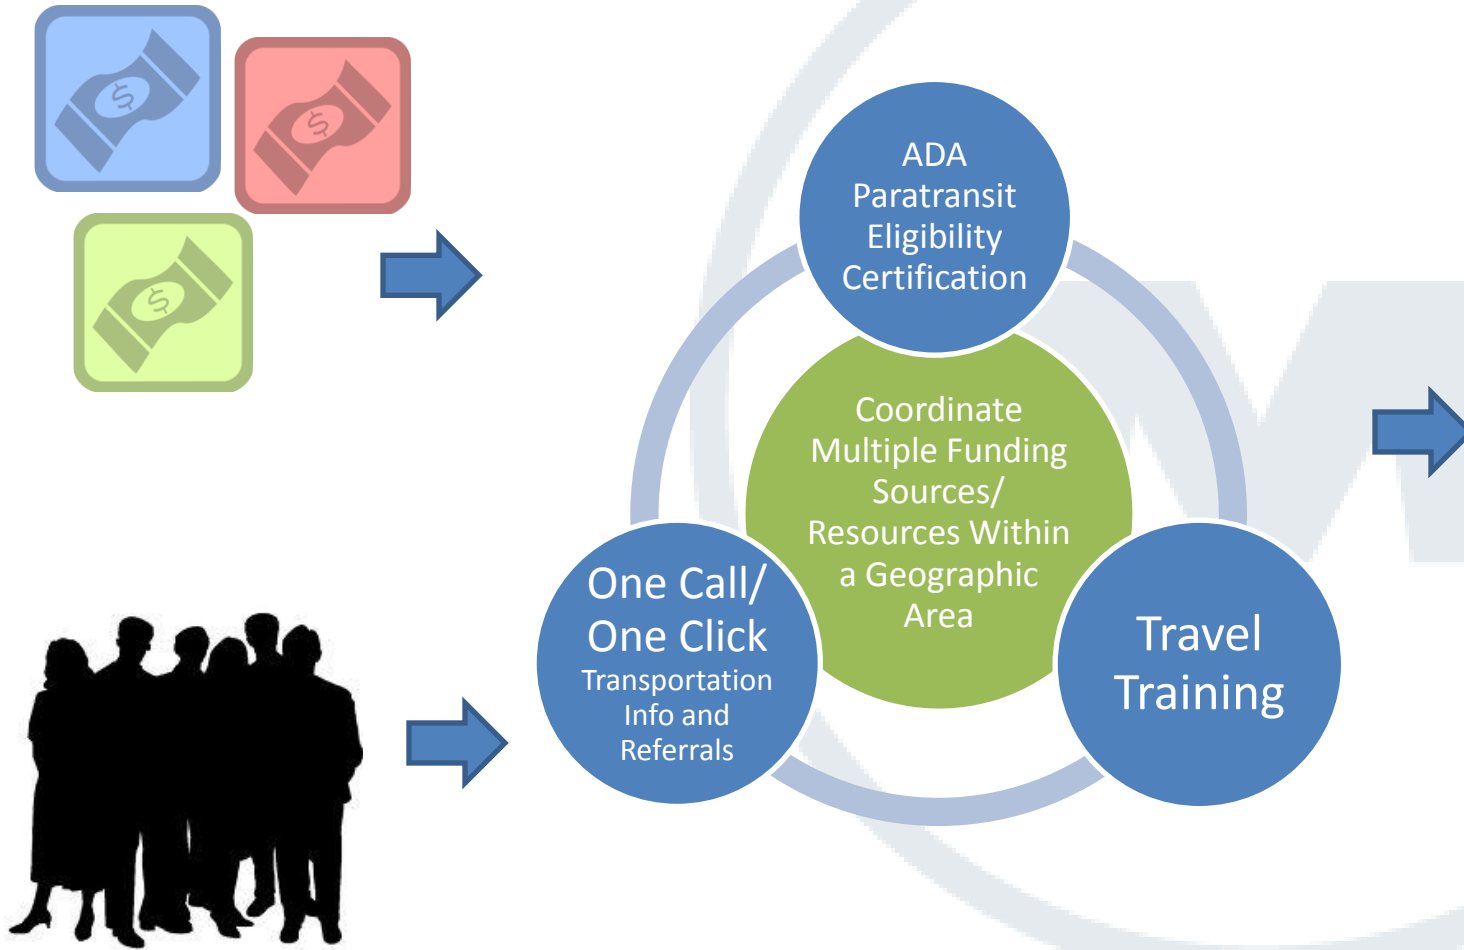 ADA
Paratransit
Eligibility
Certification
Coordinate
Multiple Funding
Sources/
Resources Within
a Geographic
Area
One Call/
One Click
Transportation
Info and
Referrals
Travel
Training
$
$
$